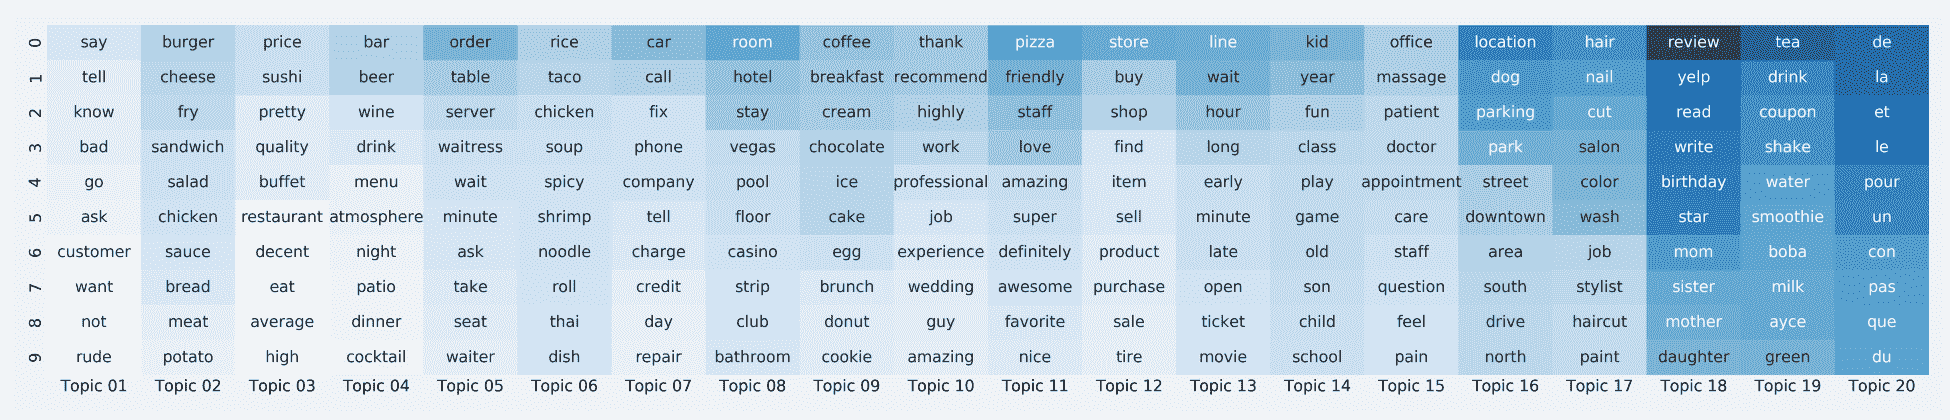 0 say burger price bar order rice car room coffee thank pizza store line kid office location hair review tea de
1 tell cheese sushi beer table taco call hotel breakfast recommend friendly buy wait year massage dog nail yelp drink la
2 know fry pretty wine server chicken fix stay cream highly staff shop hour fun patient parking cut read coupon et
3 bad sandwich quality drink waitress soup phone vegas chocolate work love find long class doctor park salon write shake le
4 go salad buffet menu wait spicy company pool ice professional amazing item early play appointment street color birthday water pour
5 ask chicken restaurant atmosphere minute shrimp tell floor cake job super sell minute game care downtown wash star smoothie un
6 customer sauce decent night ask noodle charge casino egg experience definitely product late old staff area job mom boba con
7 want bread eat patio take roll credit strip brunch wedding awesome purchase open son question south stylist sister milk pas
8 not meat average dinner seat thai day club donut guy favorite sale ticket child feel drive haircut mother ayce que
9 rude potato high cocktail waiter dish repair bathroom cookie amazing nice tire movie school pain north paint daughter green du
Topic 01 Topic 02 Topic 03 Topic 04 Topic 05 Topic 06 Topic 07 Topic 08 Topic 09 Topic 10 Topic 11 Topic 12 Topic 13 Topic 14 Topic 15 Topic 16 Topic 17 Topic 18 Topic 19 Topic 20